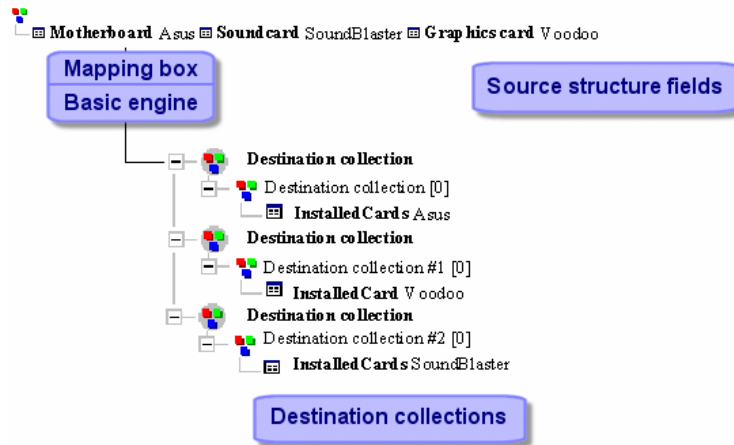 Motherboard Asus Soundcard SoundBlaster Graphics card Voodoo
Mapping box
Basic engine
Source structure fields
Destination collection
Destination collection [0]
InstalledCards Asus
Destination collection
Destination collection #1 [0]
InstalledCard Voodoo
Destination collection
Destination collection #2 [0]
InstalledCards SoundBlaster
Destination collections